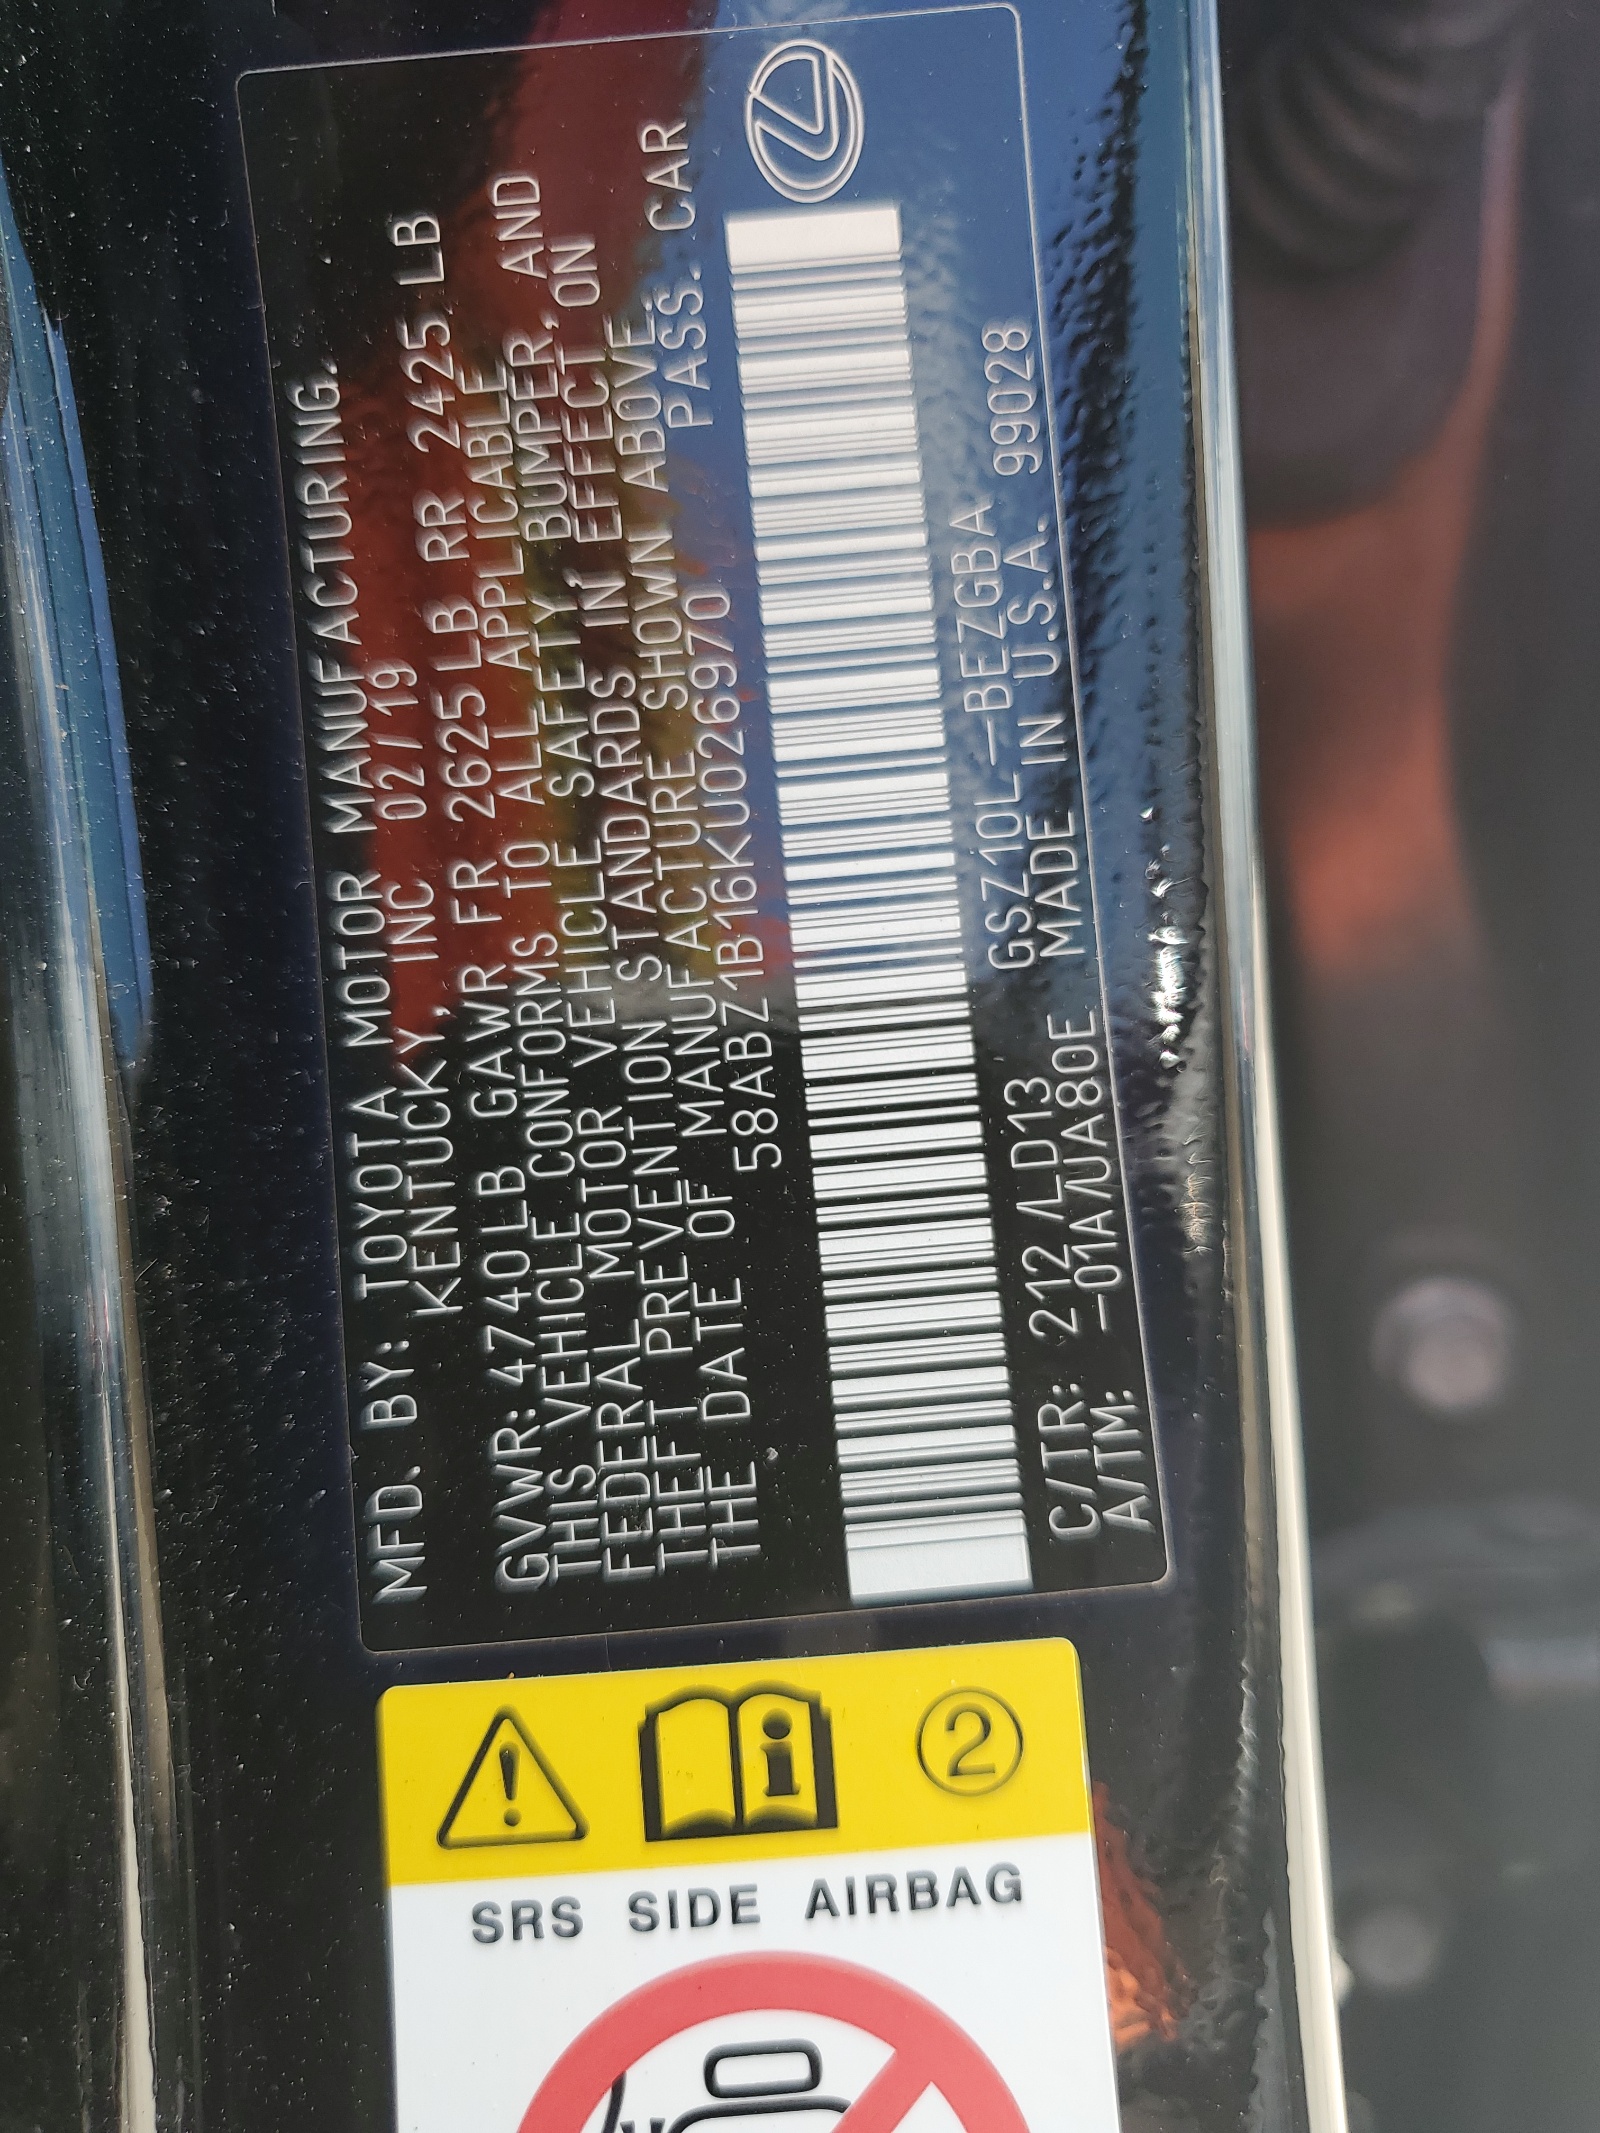 MFD. BY: TOYOTA MOTOR MANUFACTURING.
KENTUCKY, INC 02/19
GVWR: 4740LB GAWR FR 2625LB RR 2425LB
THIS VEHICLE CONFORMS TO ALL APPLICABLE
FEDERAL MOTOR VEHICLE SAFETY, BUMPER, AND
THEFT PREVENTION STANDARDS IN EFFECT ON
THE DATE OF MANUFACTURE SHOWN ABOVE.
58ABZ1B16KU026970 PASS. CAR
C/TR: 212/LD13 GSZ10L-BEZGBA
A/TM: -01A/UA80E MADE IN U.S.A. 99028
2
SRS SIDE AIRBAG